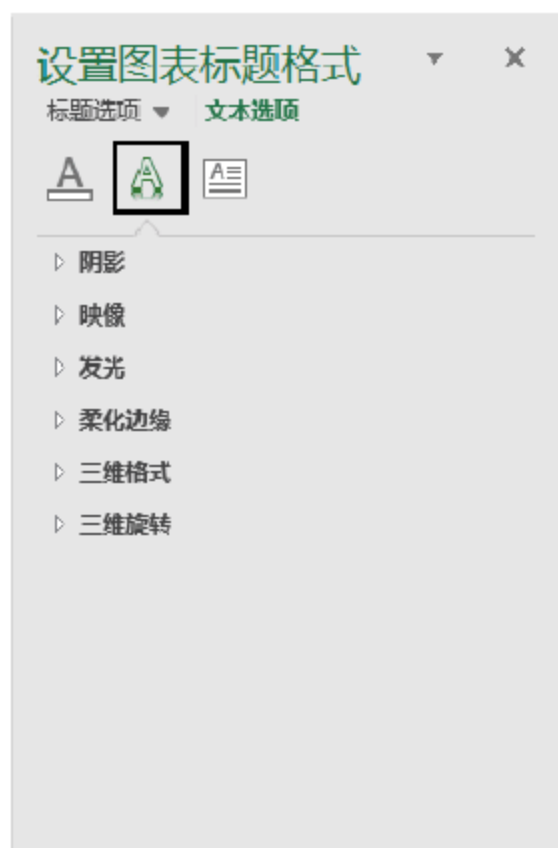 设置图表标题格式
标题选项 文本选项
阴影
映像
发光
柔化边缘
三维格式
三维旋转